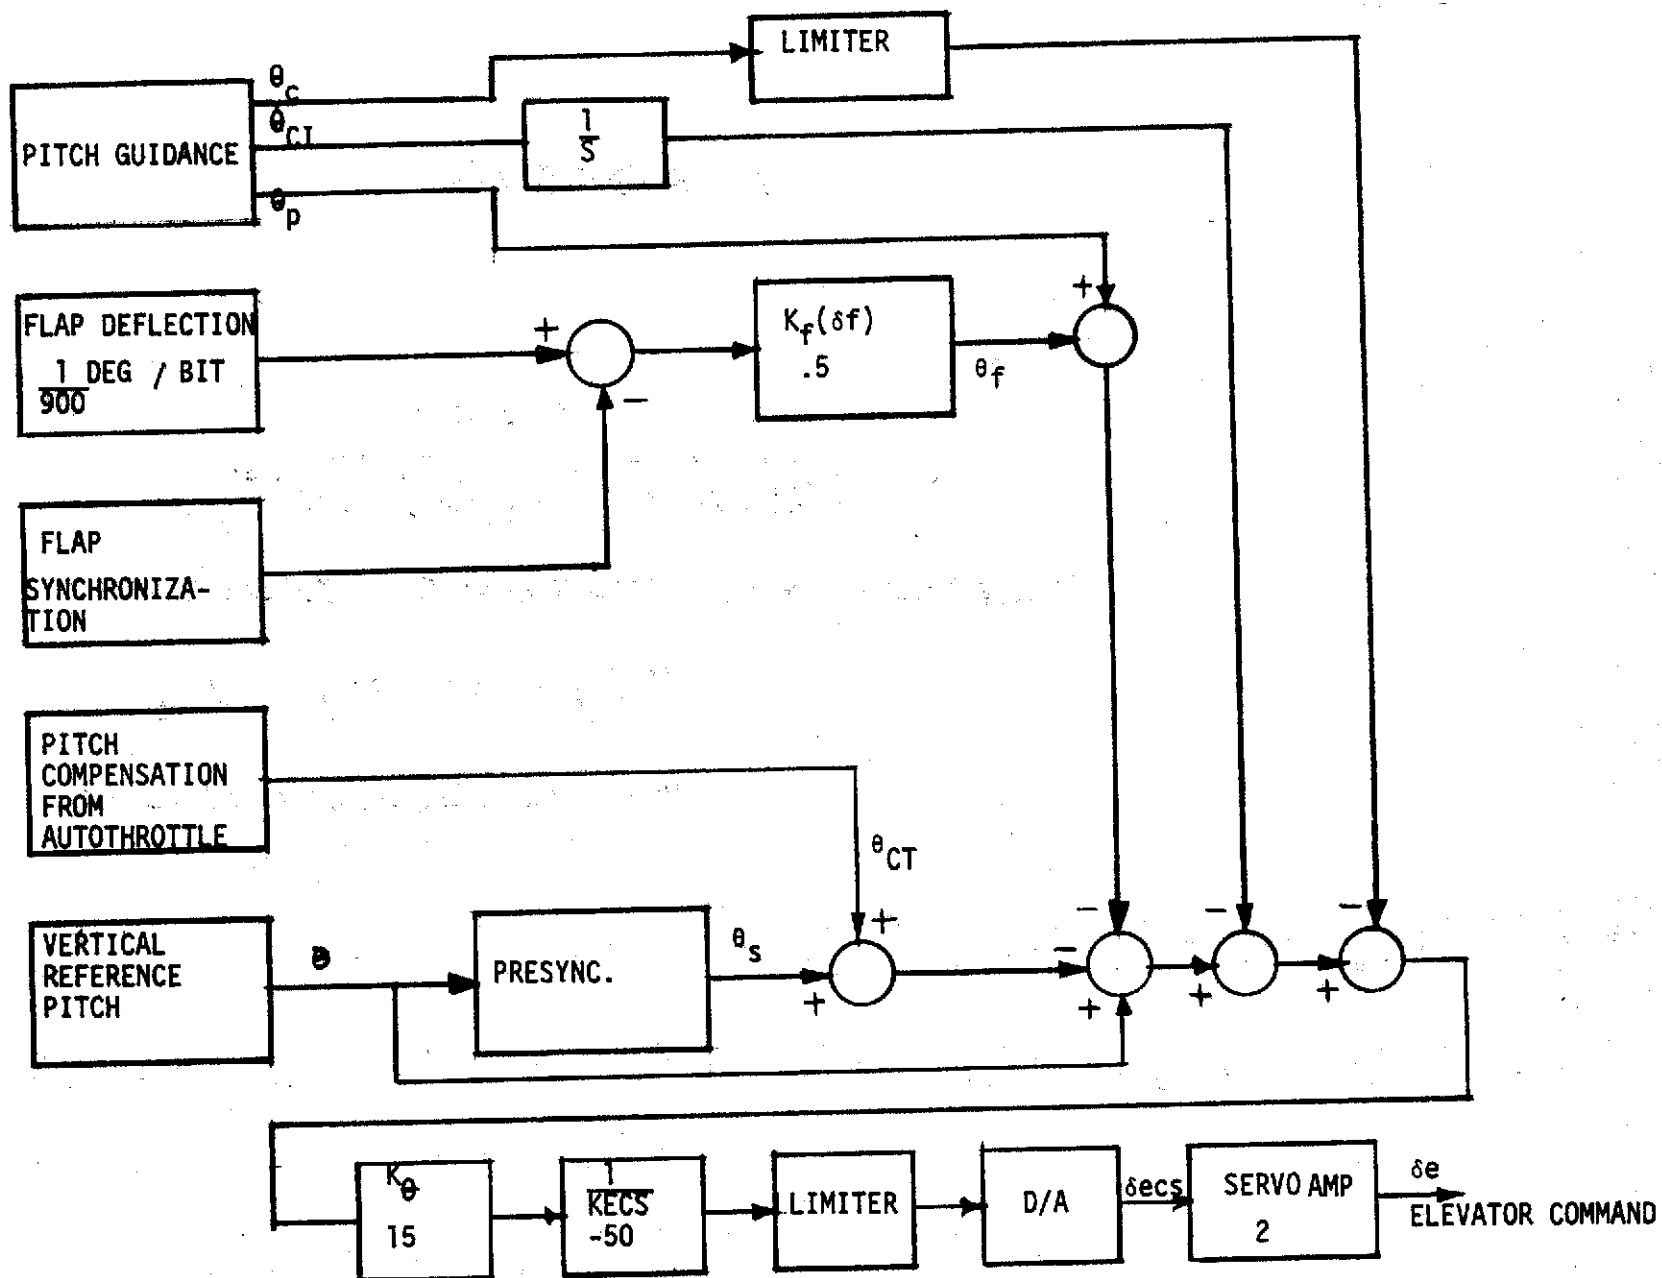 LIMITER
θc
θ̇CI
1
S
PITCH GUIDANCE
θp
FLAP DEFLECTION
1 DEG / BIT
900
+
−
Kf(δf)
.5
θf
+
FLAP
SYNCHRONIZA-
TION
PITCH
COMPENSATION
FROM
AUTOTHROTTLE
θCT
VERTICAL
REFERENCE
PITCH
θ
PRESYNC.
θs
+
+
−
−
+
−
+
−
+
Kθ
15
1
KECS
-50
LIMITER
D/A
δecs
SERVO AMP
2
δe
ELEVATOR COMMAND